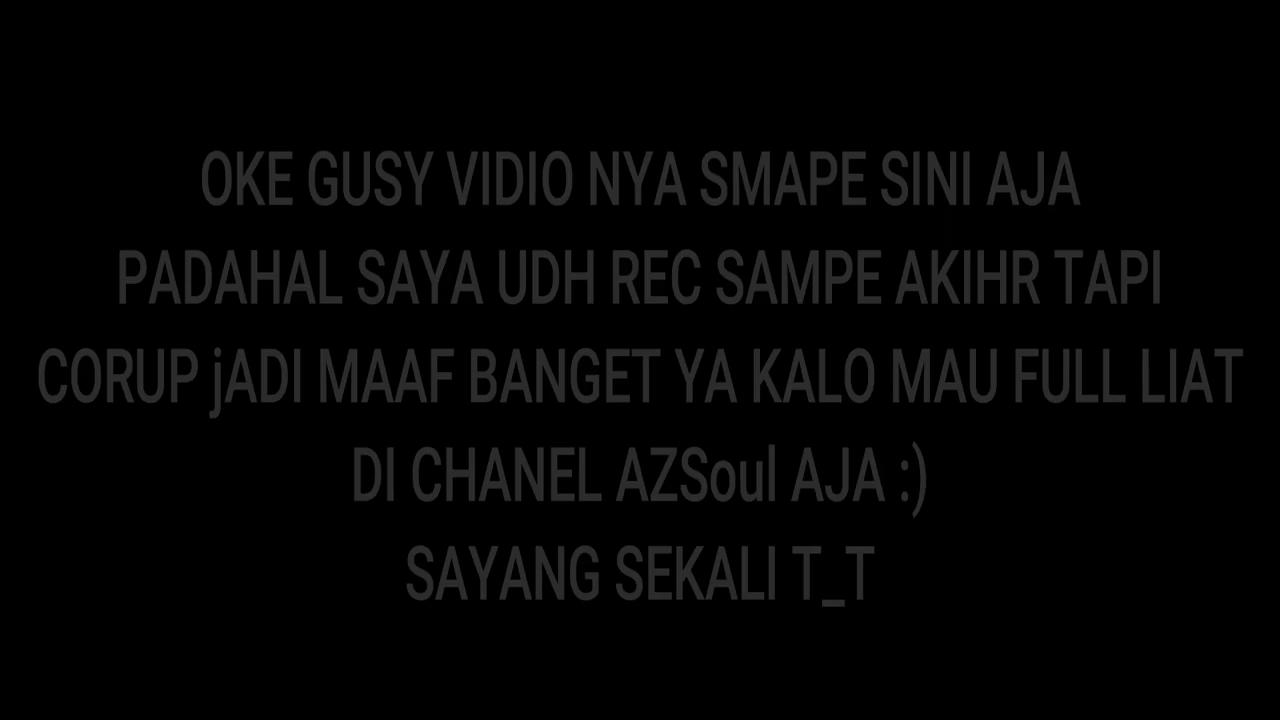 OKE GUSY VIDIO NYA SMAPE SINI AJA
PADAHAL SAYA UDH REC SAMPE AKIHR TAPI
CORUP jADI MAAF BANGET YA KALO MAU FULL LIAT
DI CHANEL AZSoul AJA :)
SAYANG SEKALI T_T